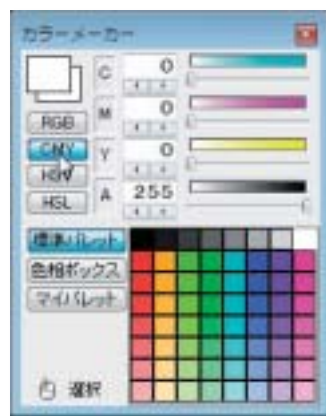 カラーメーカー
C 0
RGB
M 0
CMY
Y 0
HSV
HSL
A 255
標準パレット
色相ボックス
マイパレット
選択